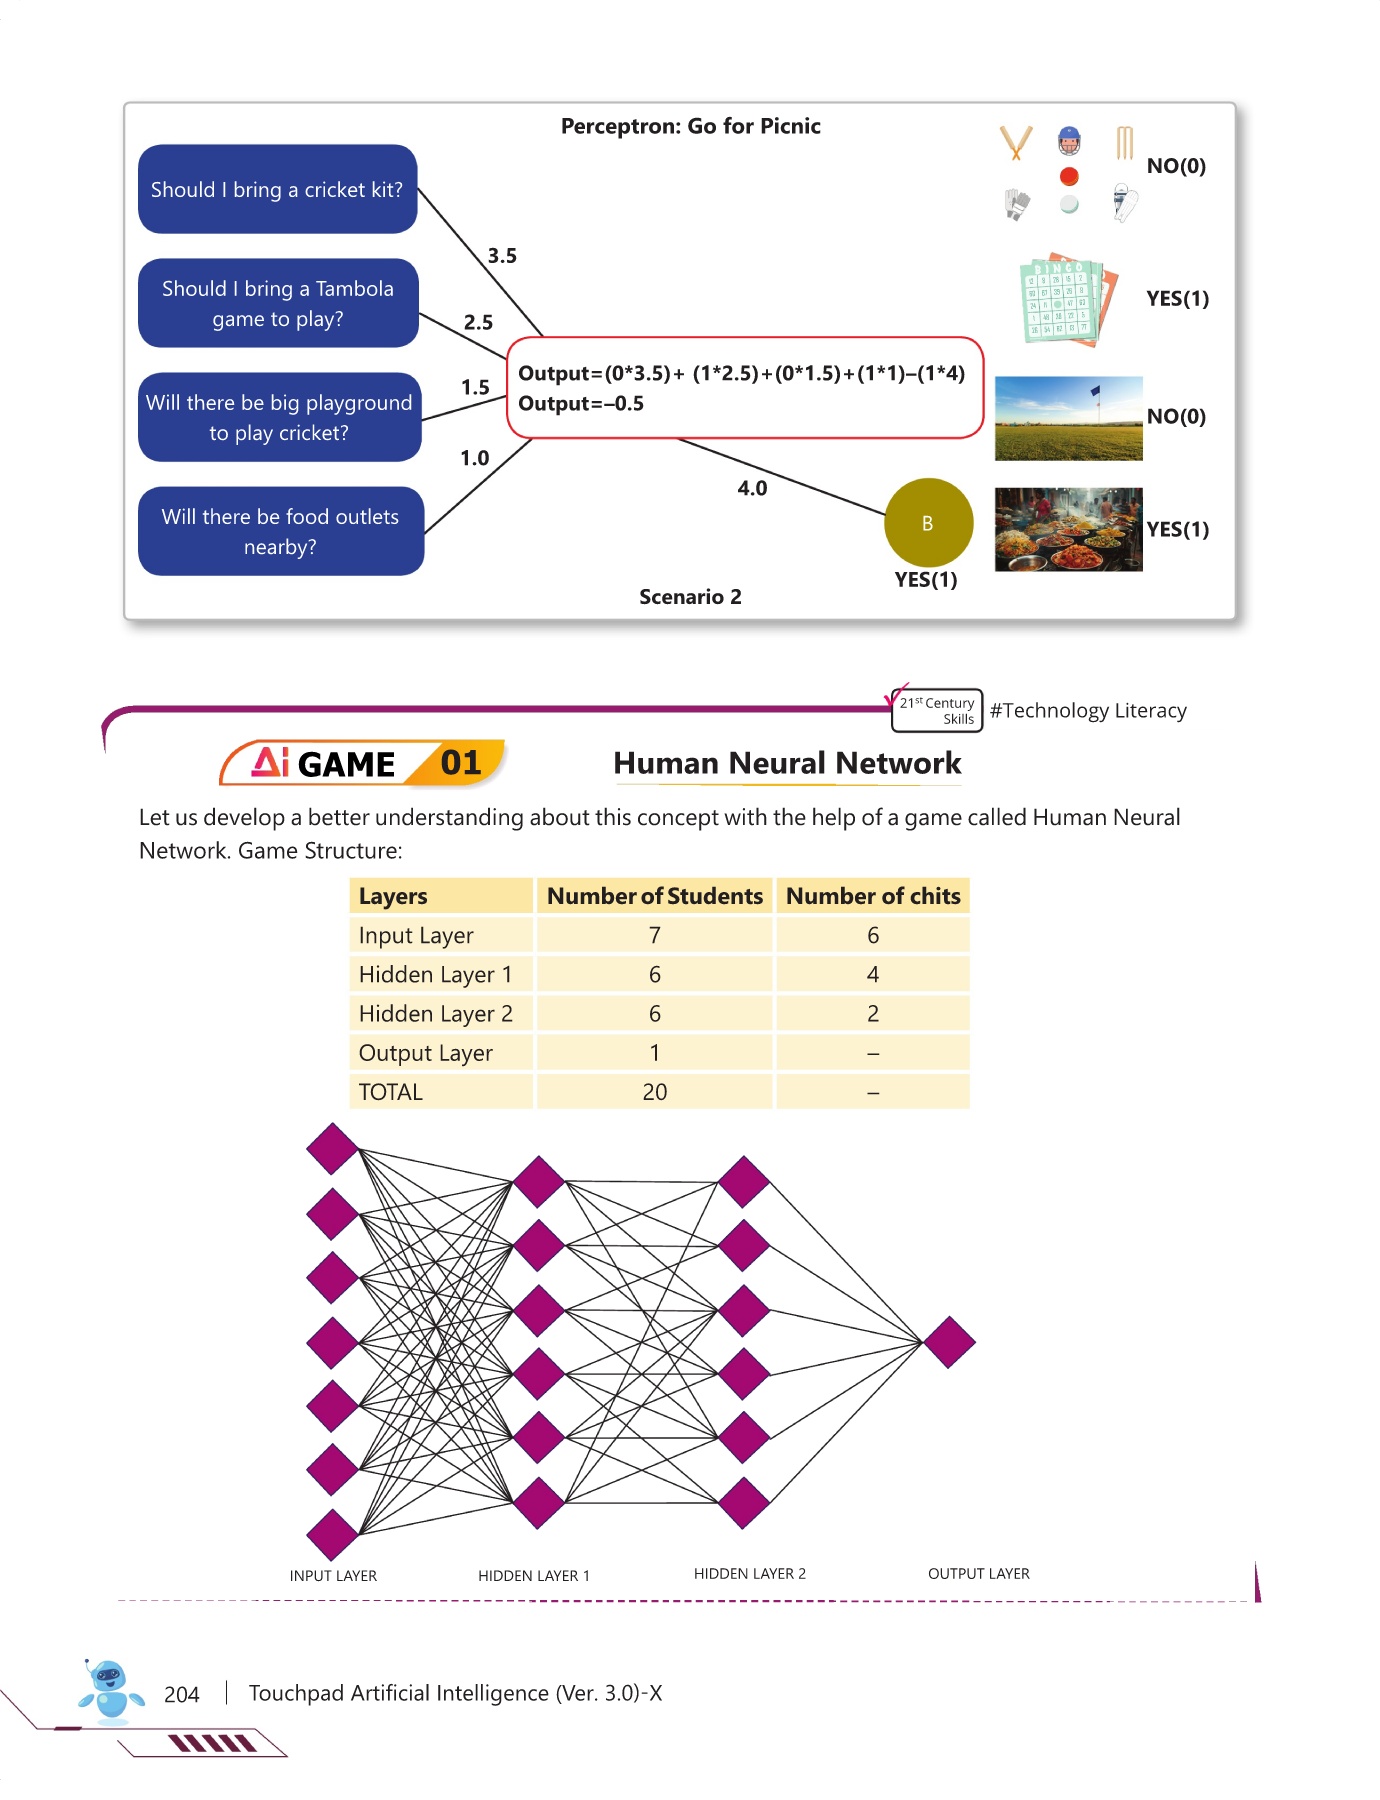 Perceptron: Go for Picnic
Should I bring a cricket kit?
3.5
NO(0)
Should I bring a Tambola
game to play?
2.5
BINGO
YES(1)
Will there be big playground
to play cricket?
1.5
Output=(0*3.5)+ (1*2.5)+(0*1.5)+(1*1)–(1*4)
Output=–0.5
NO(0)
Will there be food outlets
nearby?
1.0
4.0
B
YES(1)
YES(1)
Scenario 2
21st Century
Skills
#Technology Literacy
Ai GAME 01
Human Neural Network
Let us develop a better understanding about this concept with the help of a game called Human Neural
Network. Game Structure:
Layers Number of Students Number of chits
Input Layer 7 6
Hidden Layer 1 6 4
Hidden Layer 2 6 2
Output Layer 1 –
TOTAL 20 –
INPUT LAYER HIDDEN LAYER 1 HIDDEN LAYER 2 OUTPUT LAYER
204 Touchpad Artificial Intelligence (Ver. 3.0)-X